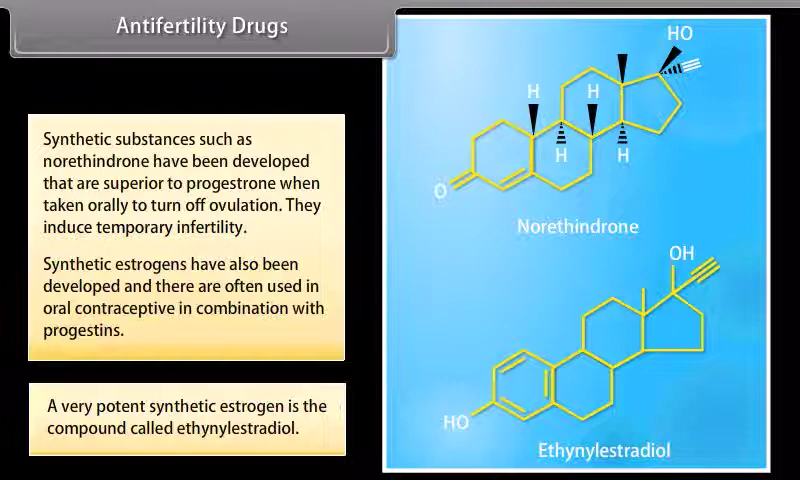 Antifertility Drugs
Synthetic substances such as
norethindrone have been developed
that are superior to progestrone when
taken orally to turn off ovulation. They
induce temporary infertility.
Synthetic estrogens have also been
developed and there are often used in
oral contraceptive in combination with
progestins.
A very potent synthetic estrogen is the
compound called ethynylestradiol.
HO
H
H
H
H
O
Norethindrone
OH
HO
Ethynylestradiol